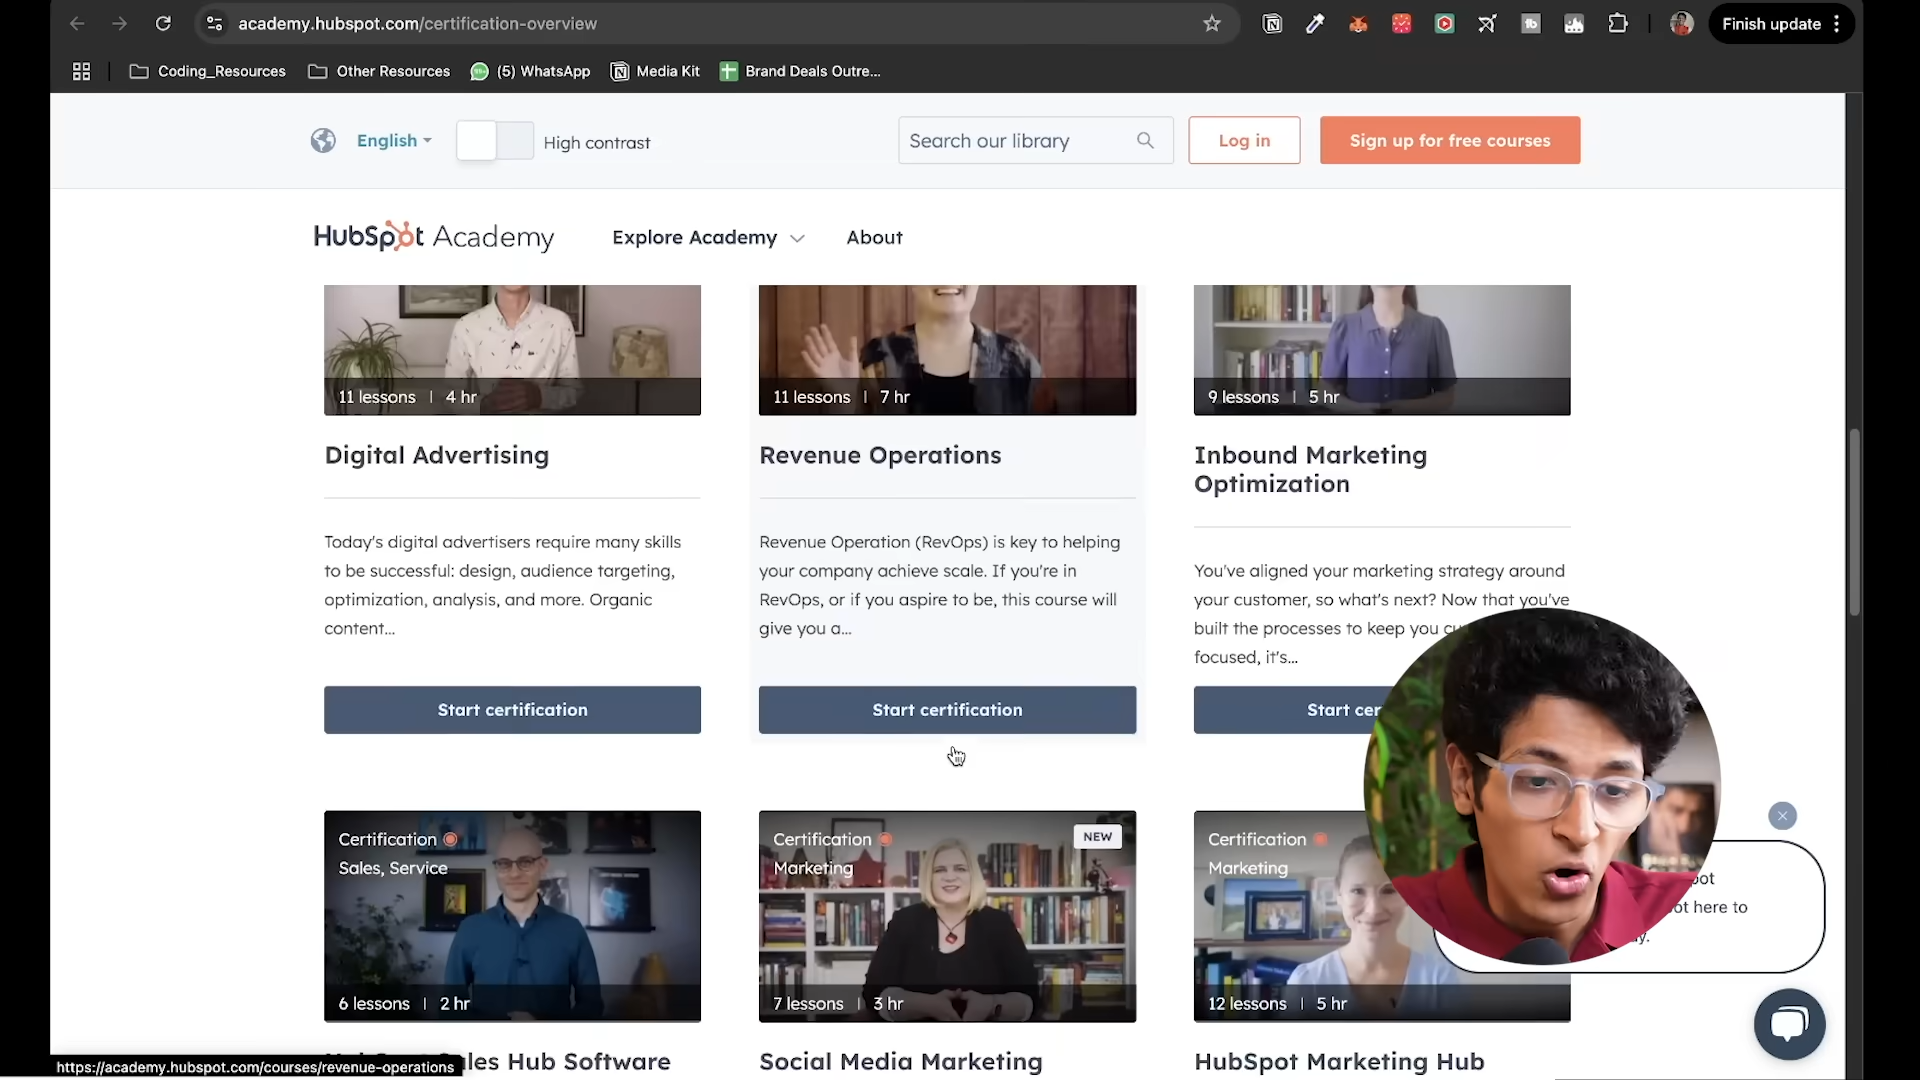 academy.hubspot.com/certification-overview
Finish update
Coding_Resources
Other Resources
(5) WhatsApp
Media Kit
Brand Deals Outre...
English
High contrast
Search our library
Log in
Sign up for free courses
HubSpot Academy
Explore Academy
About
11 lessons | 4 hr
11 lessons | 7 hr
9 lessons | 5 hr
Digital Advertising
Revenue Operations
Inbound Marketing
Optimization
Today's digital advertisers require many skills
to be successful: design, audience targeting,
optimization, analysis, and more. Organic
content...
Revenue Operation (RevOps) is key to helping
your company achieve scale. If you're in
RevOps, or if you aspire to be, this course will
give you a...
You've aligned your marketing strategy around
your customer, so what's next? Now that you've
built the processes to keep you
focused, it's...
Start certification
Start certification
Start
Certification
Sales, Service
6 lessons | 2 hr
Certification
Marketing
NEW
7 lessons | 3 hr
Certification
Marketing
12 lessons | 5 hr
here to
Sales Hub Software
Social Media Marketing
HubSpot Marketing Hub
https://academy.hubspot.com/courses/revenue-operations